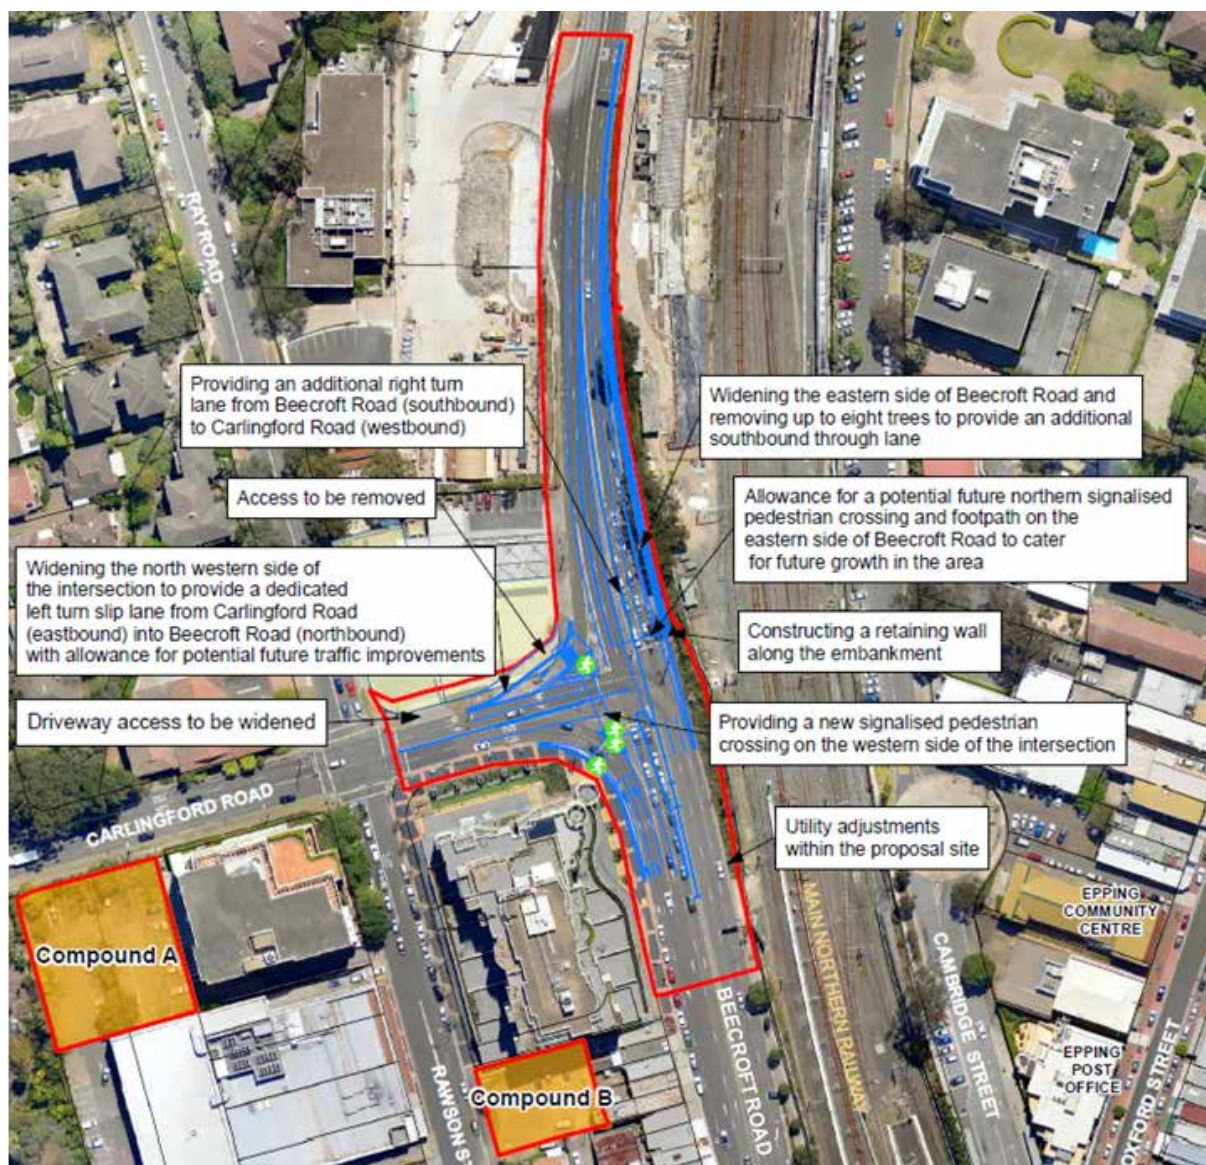 RAY ROAD
Providing an additional right turn
lane from Beecroft Road (southbound)
to Carlingford Road (westbound)
Widening the eastern side of Beecroft Road and
removing up to eight trees to provide an additional
southbound through lane
Access to be removed
Allowance for a potential future northern signalised
pedestrian crossing and footpath on the
eastern side of Beecroft Road to cater
for future growth in the area
Widening the north western side of
the intersection to provide a dedicated
left turn slip lane from Carlingford Road
(eastbound) into Beecroft Road (northbound)
with allowance for potential future traffic improvements
Constructing a retaining wall
along the embankment
Driveway access to be widened
Providing a new signalised pedestrian
crossing on the western side of the intersection
CARLINGFORD ROAD
Utility adjustments
within the proposal site
Compound A
Compound B
RAWSON ST
BEECROFT ROAD
MAIN NORTHERN RAILWAY
CAMBRIDGE STREET
EPPING
COMMUNITY
CENTRE
EPPING
POST
OFFICE
OXFORD STREET